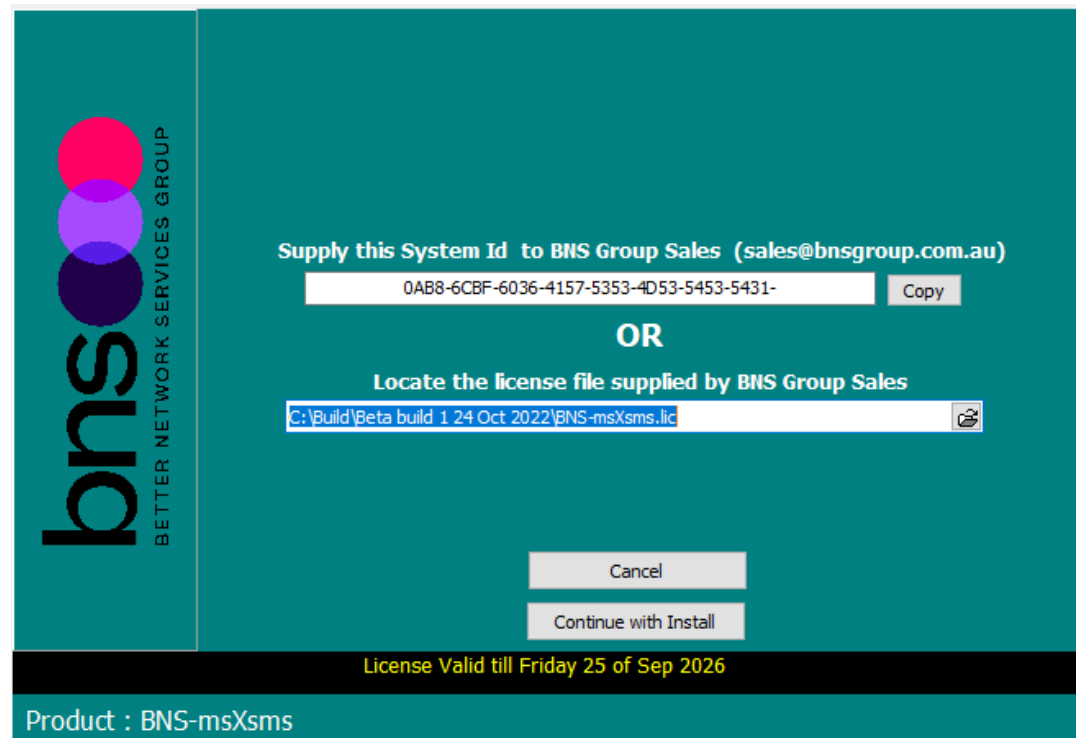 bns
BETTER NETWORK SERVICES GROUP
Supply this System Id  to BNS Group Sales  (sales@bnsgroup.com.au)
0AB8-6CBF-6036-4157-5353-4D53-5453-5431-
Copy
OR
Locate the license file supplied by BNS Group Sales
C:\Build\Beta build 1 24 Oct 2022\BNS-msXsms.lic
Cancel
Continue with Install
License Valid till Friday 25 of Sep 2026
Product : BNS-msXsms